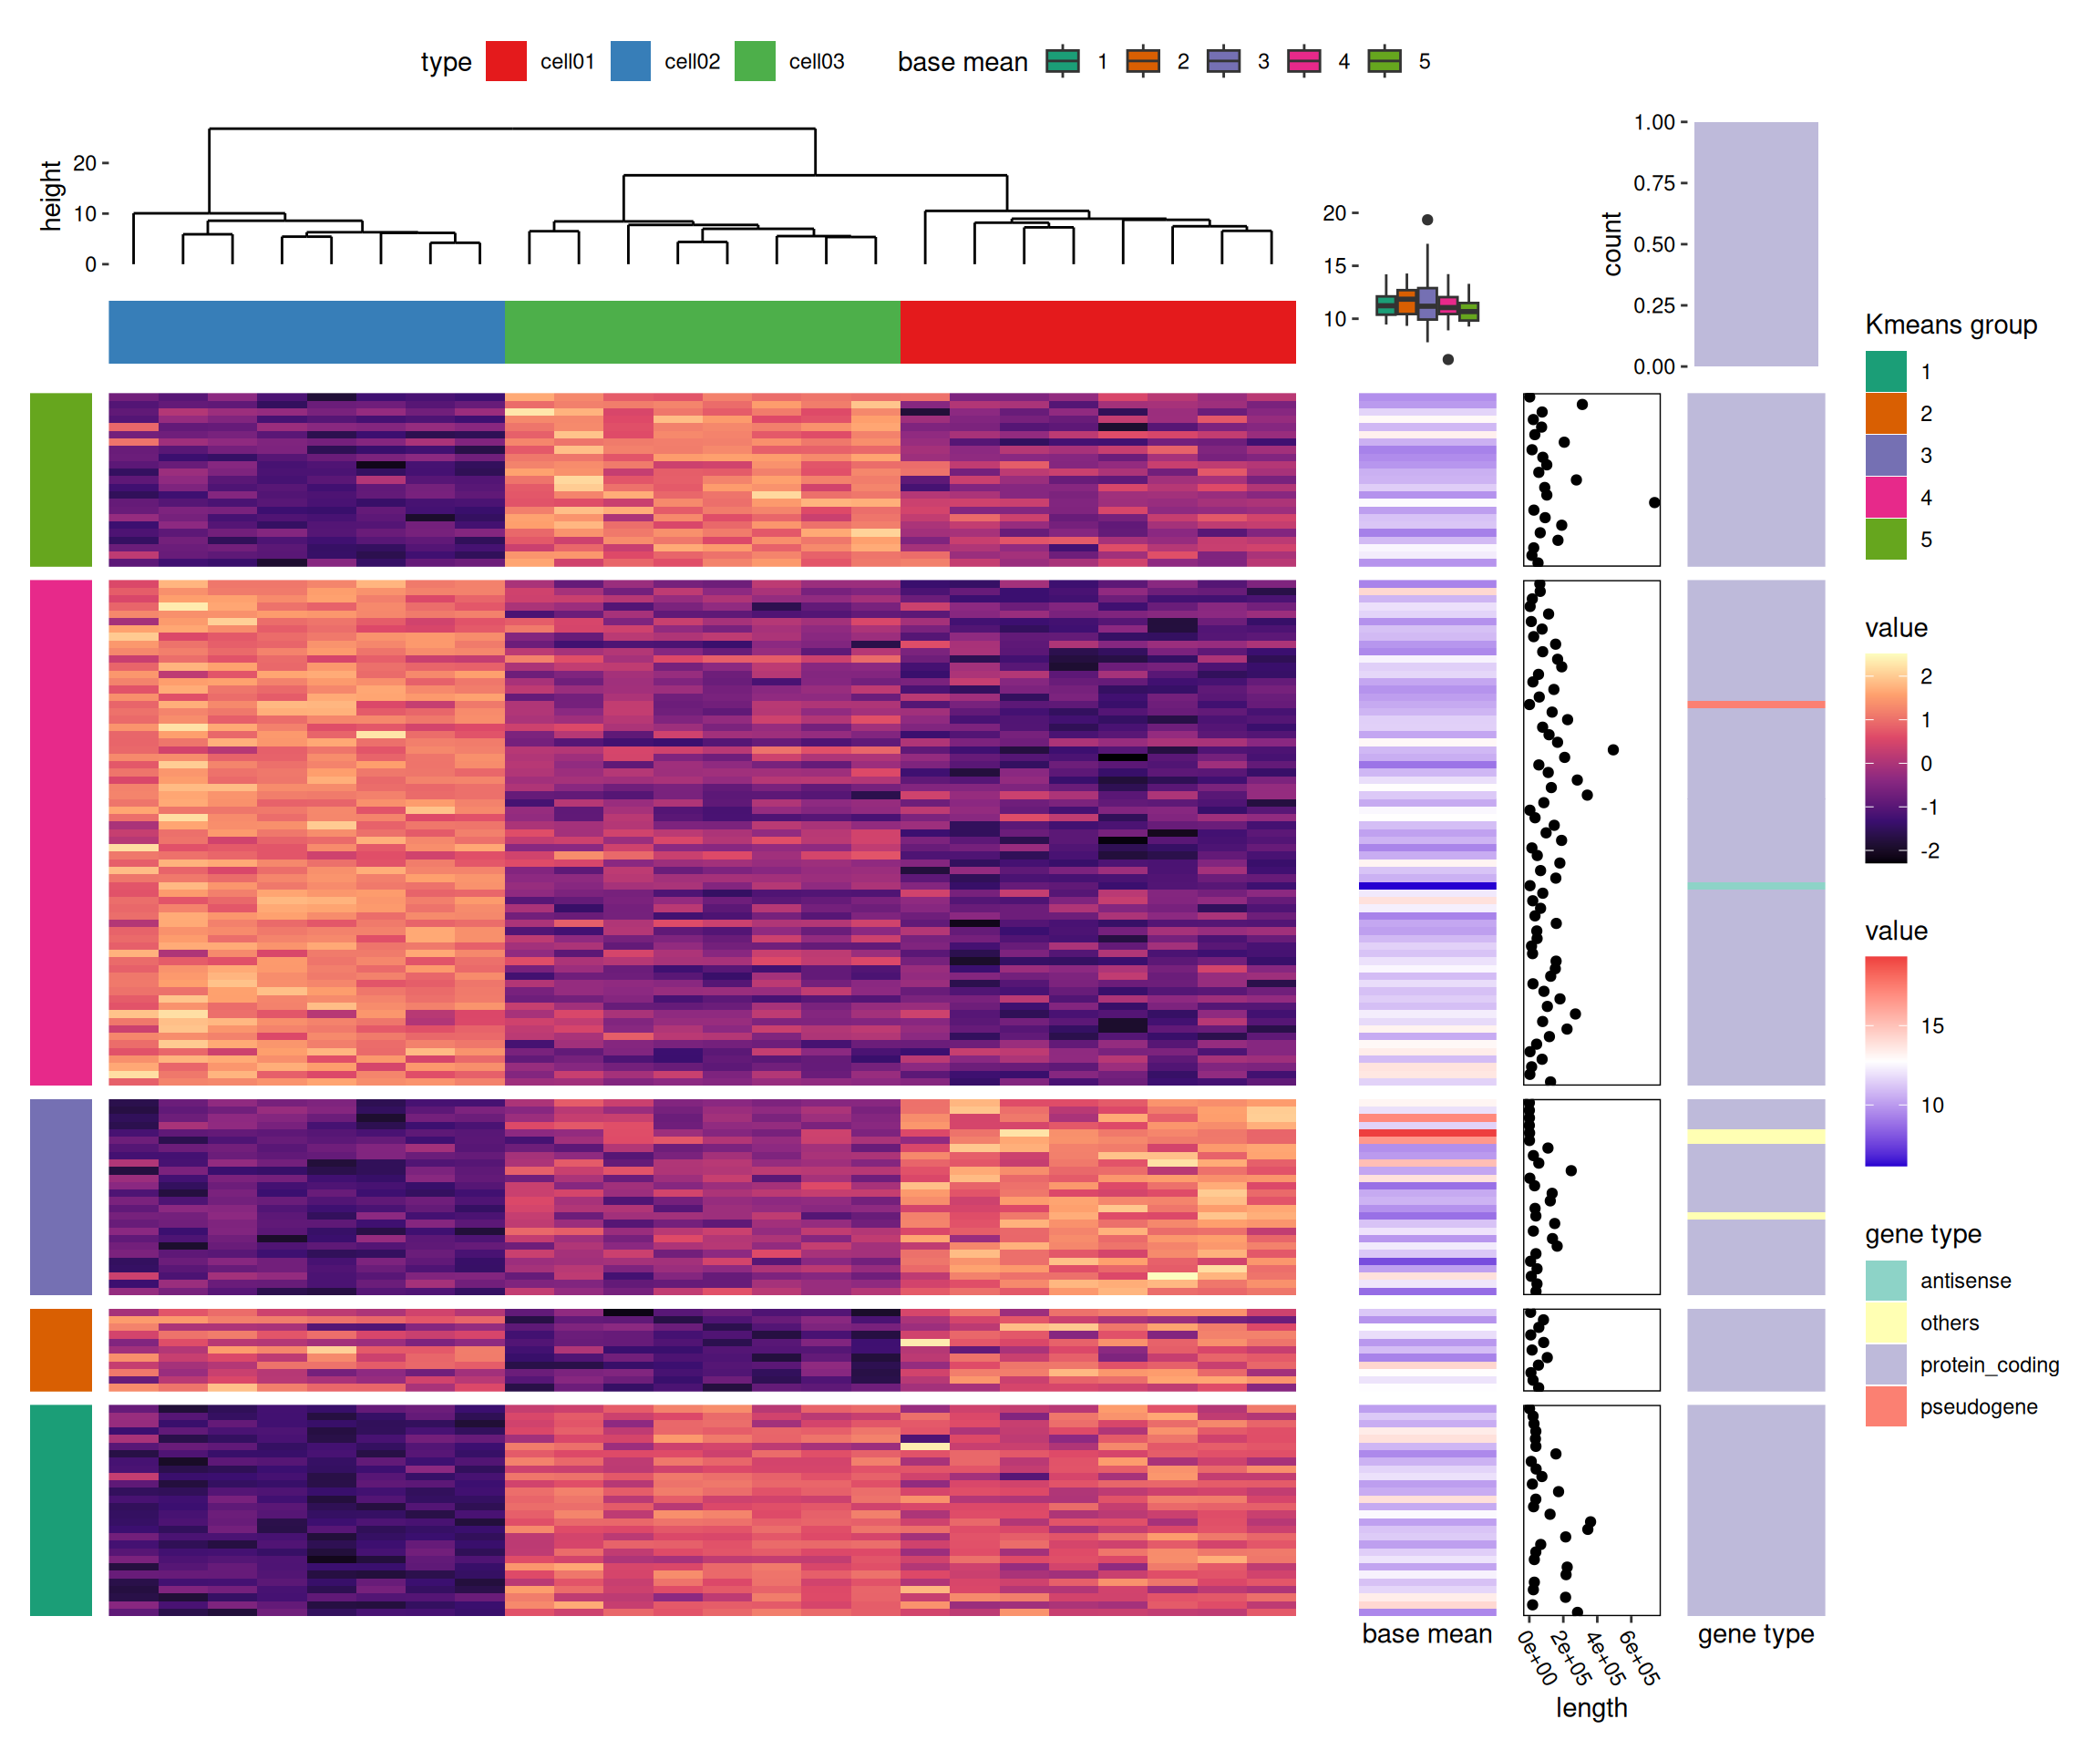 type cell01 cell02 cell03 base mean 1 2 3 4 5
height
20
10
0
20
15
10
count
1.00
0.75
0.50
0.25
0.00
Kmeans group
1
2
3
4
5
value
2
1
0
-1
-2
value
15
10
gene type
antisense
others
protein_coding
pseudogene
base mean
0e+00
2e+05
4e+05
6e+05
length
gene type